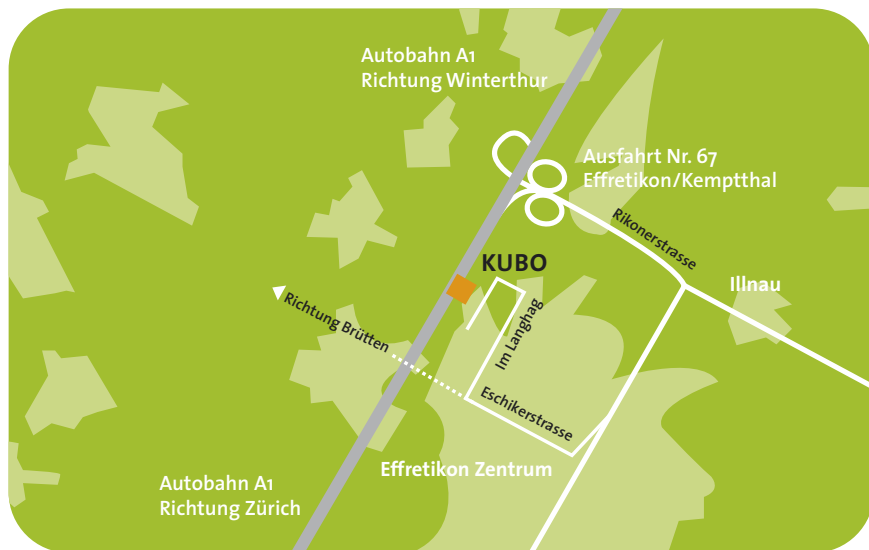 Autobahn A1
Richtung Winterthur
Ausfahrt Nr. 67
Effretikon/Kemptthal
Rikonerstrasse
KUBO
Illnau
Richtung Brütten
Im Langhag
Eschikerstrasse
Effretikon Zentrum
Autobahn A1
Richtung Zürich